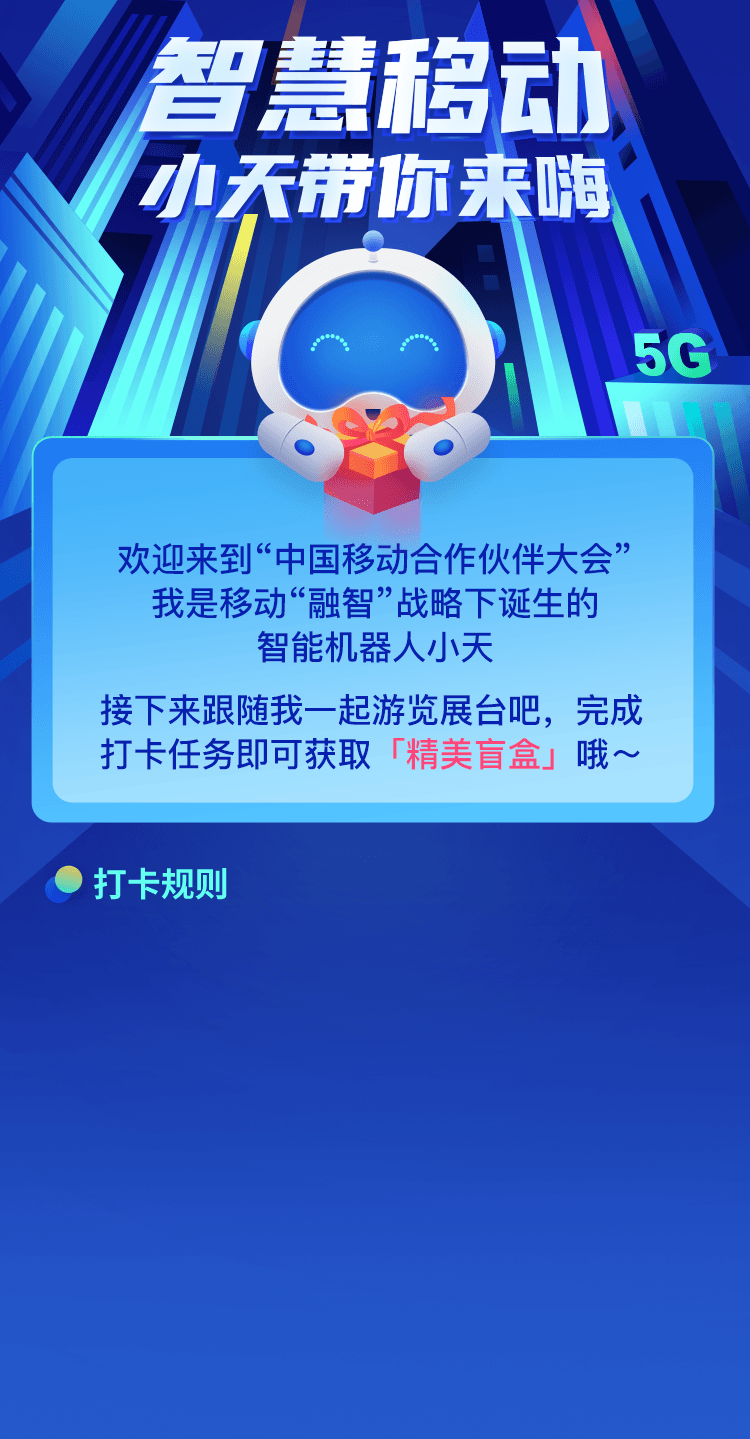 智慧移动
小天带你来嗨
5G
欢迎来到“中国移动合作伙伴大会”
我是移动“融智”战略下诞生的
智能机器人小天
接下来跟随我一起游览展台吧，完成
打卡任务即可获取「精美盲盒」哦～
打卡规则